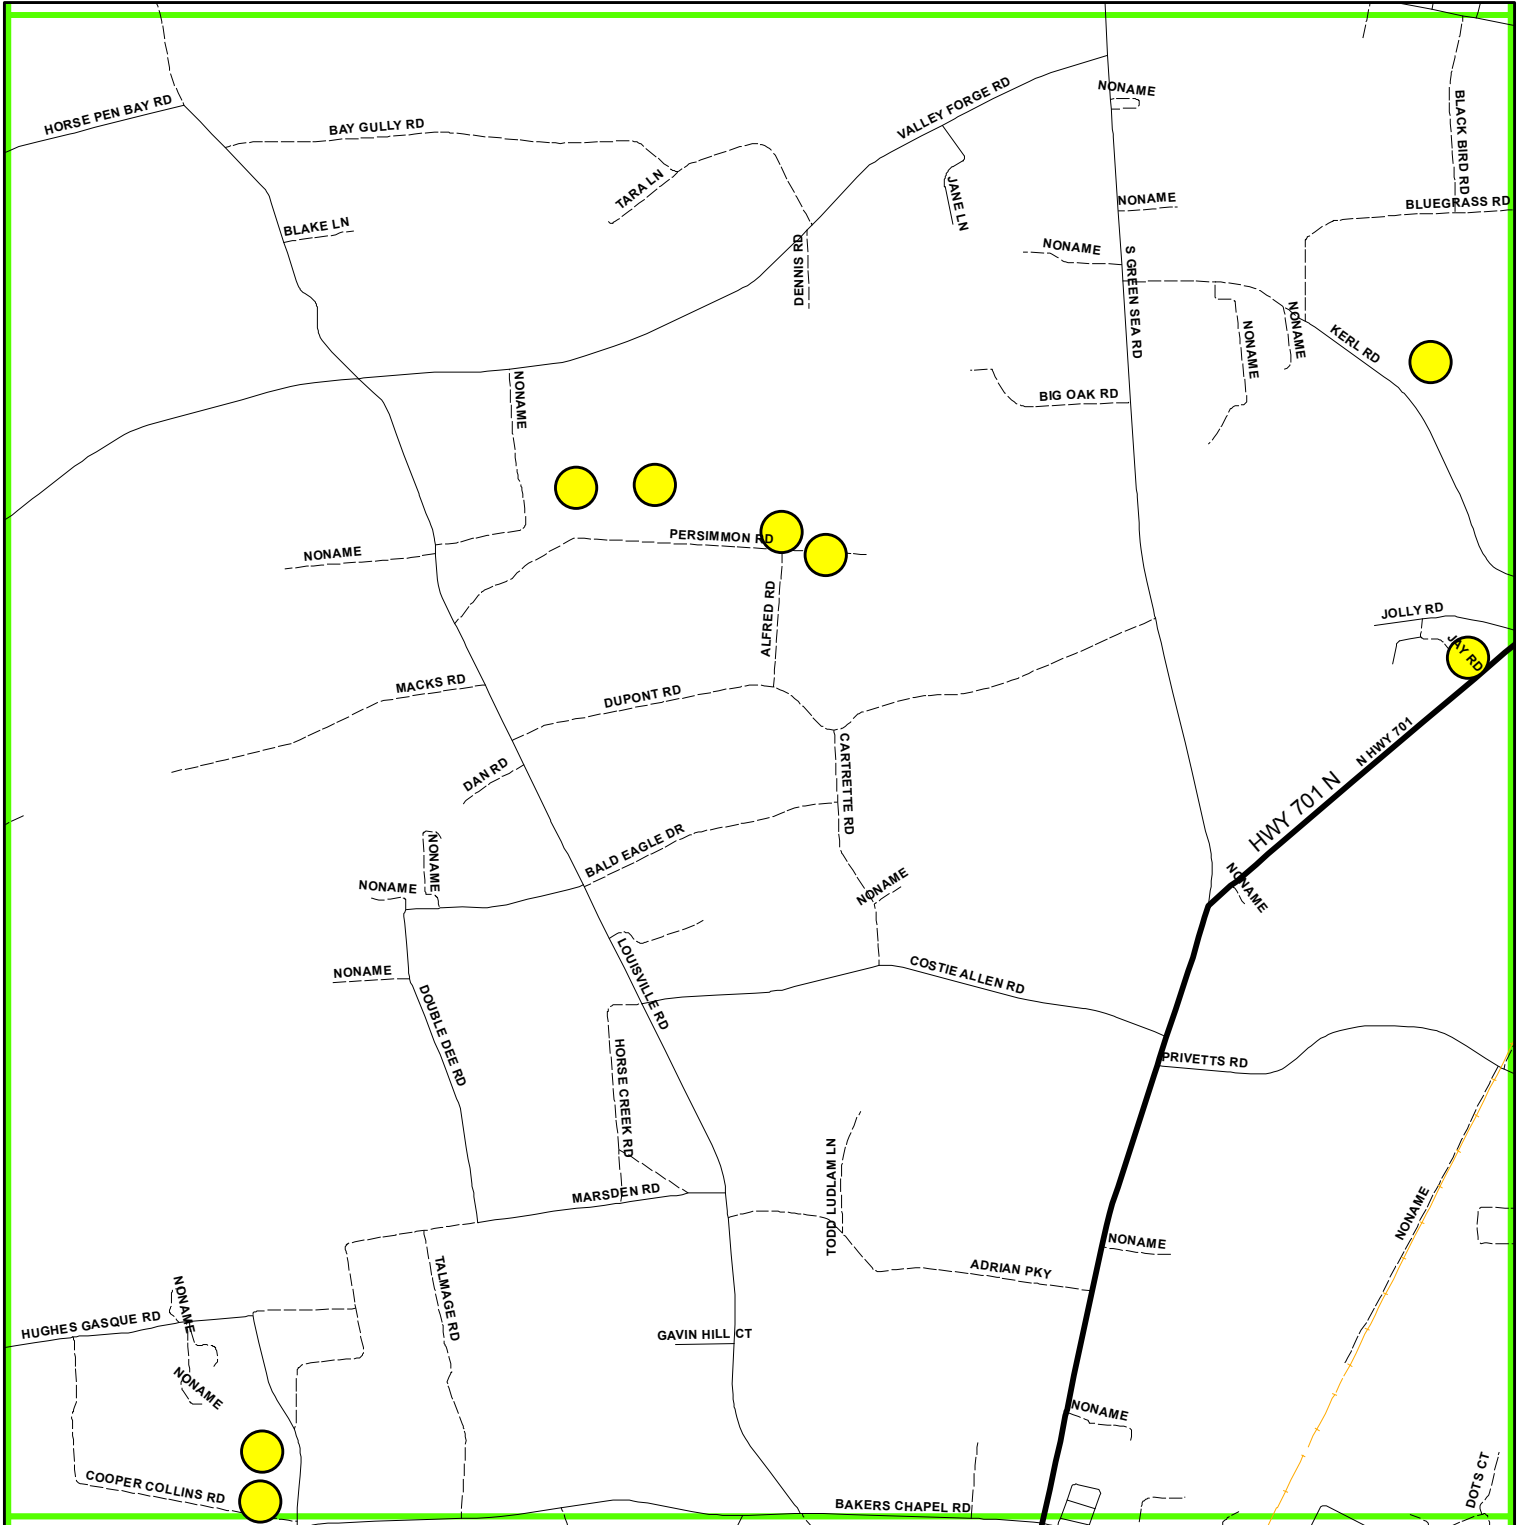 HORSE PEN BAY RD
BAY GULLY RD
VALLEY FORGE RD
NONAME
BLACK BIRD RD
TARA LN
JANE LN
NONAME
BLUEGRASS RD
BLAKE LN
DENNIS RD
NONAME
S GREEN SEA RD
NONAME
NONAME
KERL RD
NONAME
BIG OAK RD
PERSIMMON RD
NONAME
ALFRED RD
JOLLY RD
JAY RD
MACKS RD
DUPONT RD
CARTRETTE RD
N HWY 701
HWY 701 N
DAN RD
BALD EAGLE DR
NONAME
NONAME
NONAME
NONAME
LOUISVILLE RD
NONAME
COSTIE ALLEN RD
DOUBLE DEE RD
HORSE CREEK RD
PRIVETTS RD
TODD LUDLAM LN
MARSDEN RD
NONAME
NONAME
TALMAGE RD
ADRIAN PKY
NONAME
HUGHES GASQUE RD
GAVIN HILL CT
NONAME
NONAME
COOPER COLLINS RD
DOTS CT
BAKERS CHAPEL RD